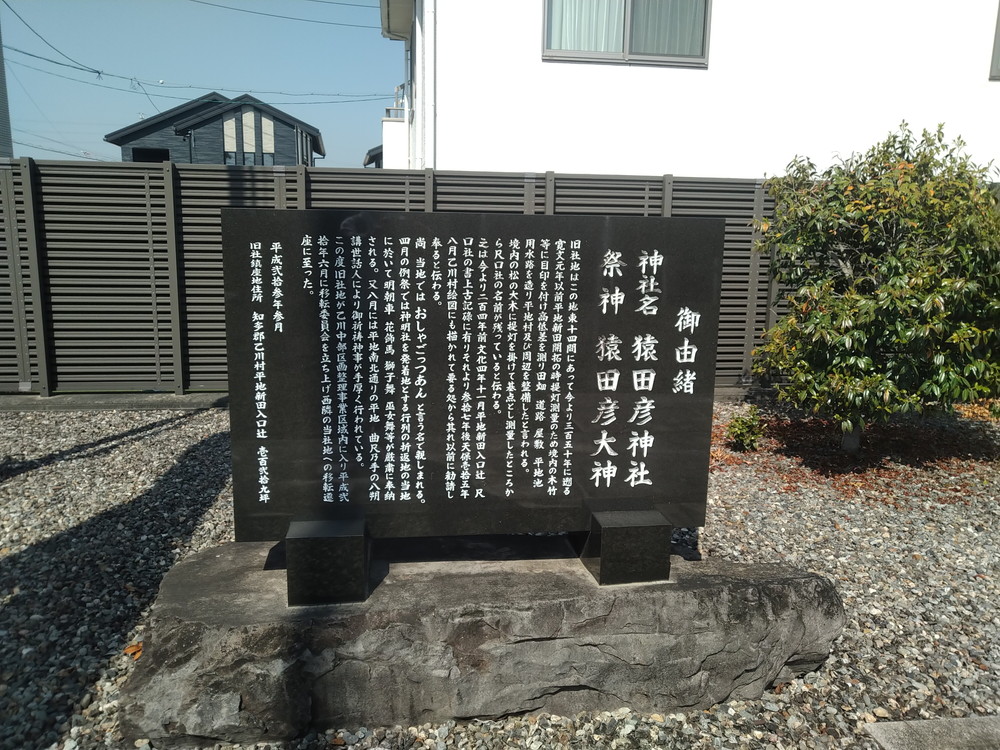 御由緒
神社名 猿田彦神社
祭神 猿田彦大神
旧社地はこの地東十四間にあって今より三百五十年に遡る
寛文元年以前平地新田開拓の時提灯測量のため境内の木竹
等に目印を付け高低差を測り田畑 道路 屋敷 平地池
用水路を造り平地村及び周辺を整備したと言われる。
境内の松の大木に提灯を掛けて基点とし測量したところか
ら尺口社の名前が残っていると伝わる。
之は今より二百四年前文化四年十一月平地新田入口辻 尺
口社の書上古記碌に有りそれより参拾七年後天保壱拾五年
八月乙川村絵図にも描かれて要る処から其れ以前に勧請し
奉ると伝わる。
尚 当地では おしゃごっつあん と言う名で親しまれる。
四月の例祭では神明社を発着地とする行列の折返地の当地
に於いて明朝車 花飾馬 獅子舞 巫女舞等が厳粛に奉納
される。又八月には平地南北通りの平地 曲尺乃手の八朔
講世話人により御祈祷神事が手厚く行われている。
この度旧社地が乙川中部区画整理事業区域内に入り平成弐
拾年六月に移転委員会を立ち上げ西隣の当社地への移転遷
座に至った。
平成弐拾参年参月
旧社鎮座地住所 知多郡乙川村平地新田入口辻 壱百弐拾九坪